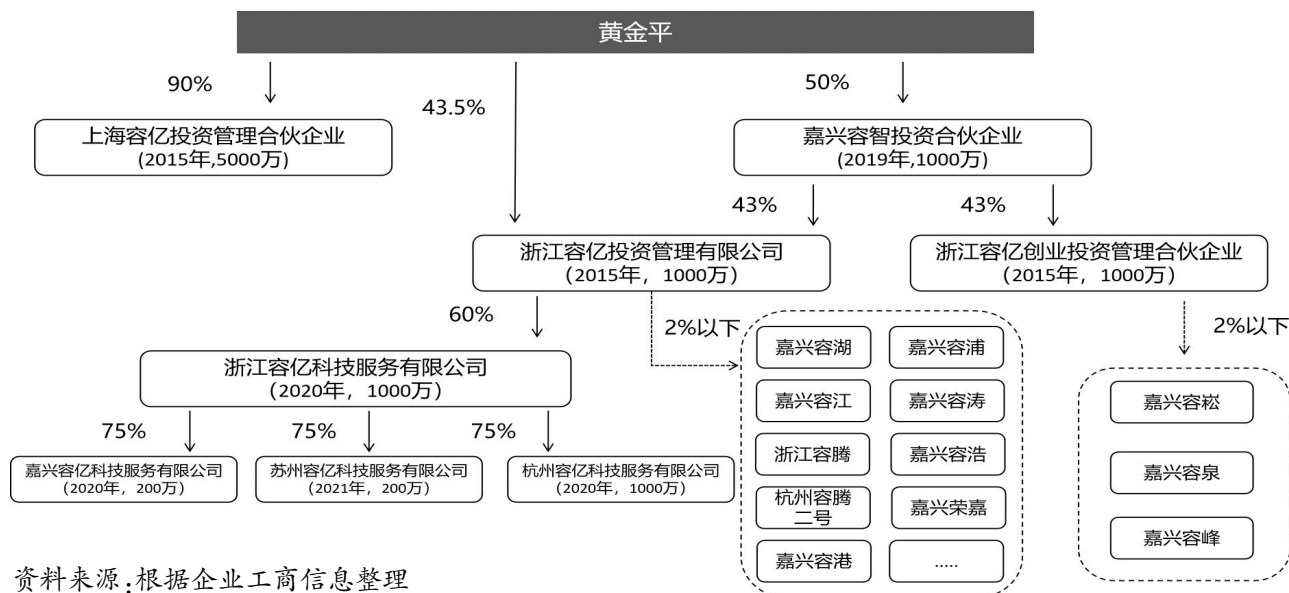 黄金平
90%
43.5%
50%
上海容亿投资管理合伙企业
(2015年,5000万)
嘉兴容智投资合伙企业
(2019年,1000万)
43%
43%
浙江容亿投资管理有限公司
(2015年，1000万)
浙江容亿创业投资管理合伙企业
(2015年，1000万)
60%
2%以下
2%以下
浙江容亿科技服务有限公司
(2020年，1000万)
75%
75%
75%
嘉兴容亿科技服务有限公司
(2020年，200万)
苏州容亿科技服务有限公司
(2021年，200万)
杭州容亿科技服务有限公司
(2020年，1000万)
嘉兴容湖
嘉兴容浦
嘉兴容江
嘉兴容涛
浙江容腾
嘉兴容浩
杭州容腾
二号
嘉兴荣嘉
嘉兴容港
.....
嘉兴容崧
嘉兴容泉
嘉兴容峰
资料来源:根据企业工商信息整理